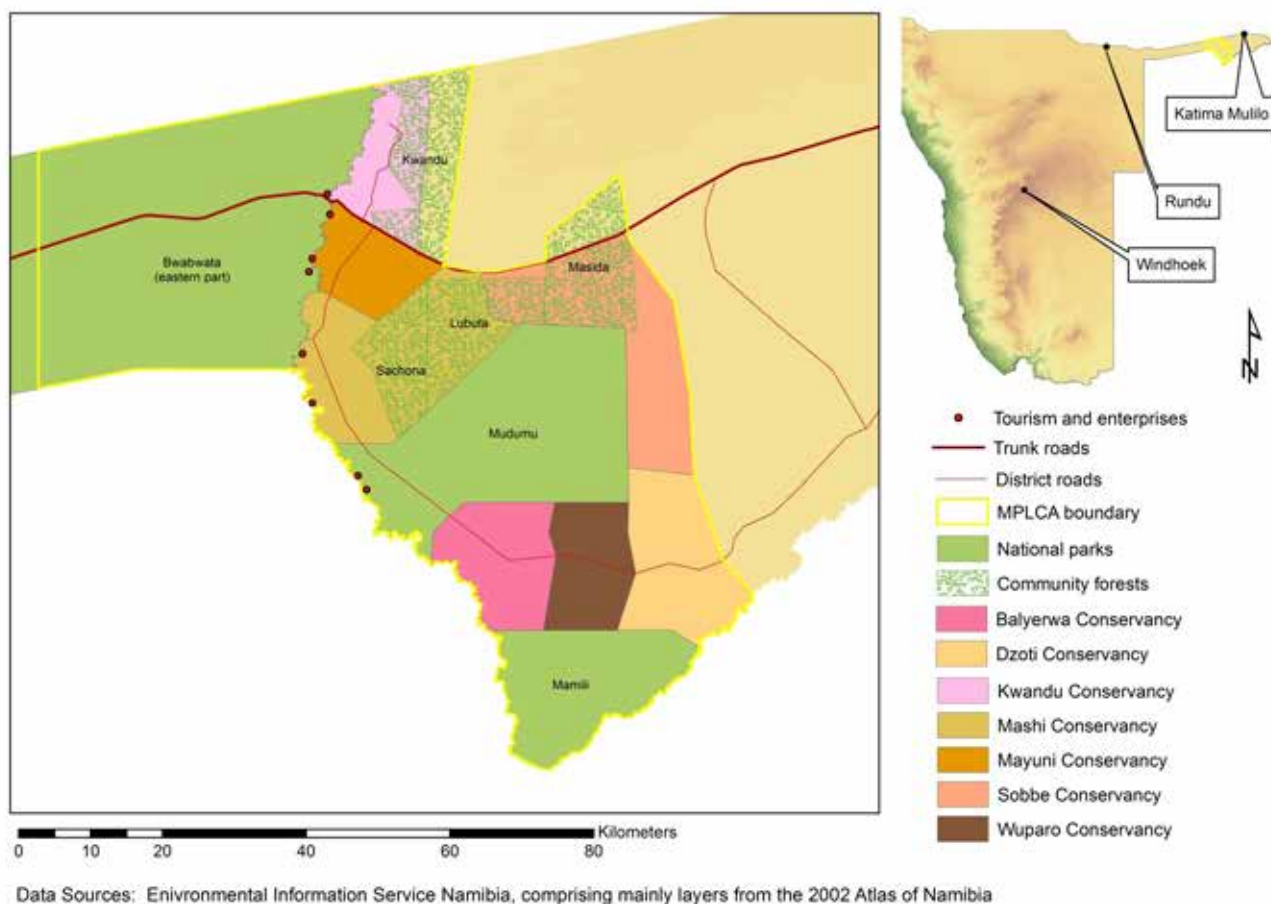 Kwandu
Masida
Bwabwata
(eastern part)
Lubuta
Sachona
Mudumu
Mamili
Katima Mulilo
Rundu
Windhoek
N
Tourism and enterprises
Trunk roads
District roads
MPLCA boundary
National parks
Community forests
Balyerwa Conservancy
Dzoti Conservancy
Kwandu Conservancy
Mashi Conservancy
Mayuni Conservancy
Sobbe Conservancy
Wuparo Conservancy
Kilometers
0 10 20 40 60 80
Data Sources: Enivronmental Information Service Namibia, comprising mainly layers from the 2002 Atlas of Namibia